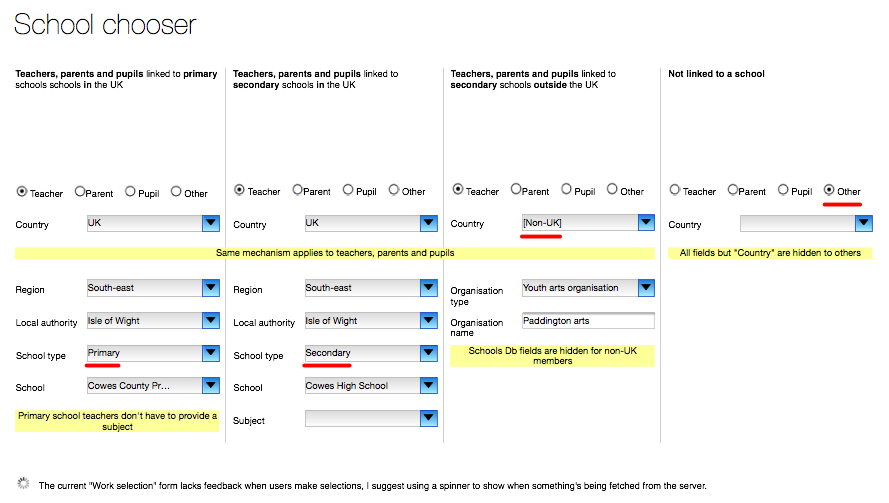 School chooser
Teachers, parents and pupils linked to primary
schools schools in the UK
Teacher Parent Pupil Other
Country UK
Region South-east
Local authority Isle of Wight
School type Primary
School Cowes County Pr...
Primary school teachers don't have to provide a
subject
Teachers, parents and pupils linked to
secondary schools in the UK
Teacher Parent Pupil Other
Country UK
Same mechanism applies to teachers, parents and pupils
Region South-east
Local authority Isle of Wight
School type Secondary
School Cowes High School
Subject
Teachers, parents and pupils linked to
secondary schools outside the UK
Teacher Parent Pupil Other
Country [Non-UK]
Organisation
type
Youth arts organisation
Organisation
name
Paddington arts
Schools Db fields are hidden for non-UK
members
Not linked to a school
Teacher Parent Pupil Other
Country
All fields but "Country" are hidden to others
The current "Work selection" form lacks feedback when users make selections, I suggest using a spinner to show when something's being fetched from the server.